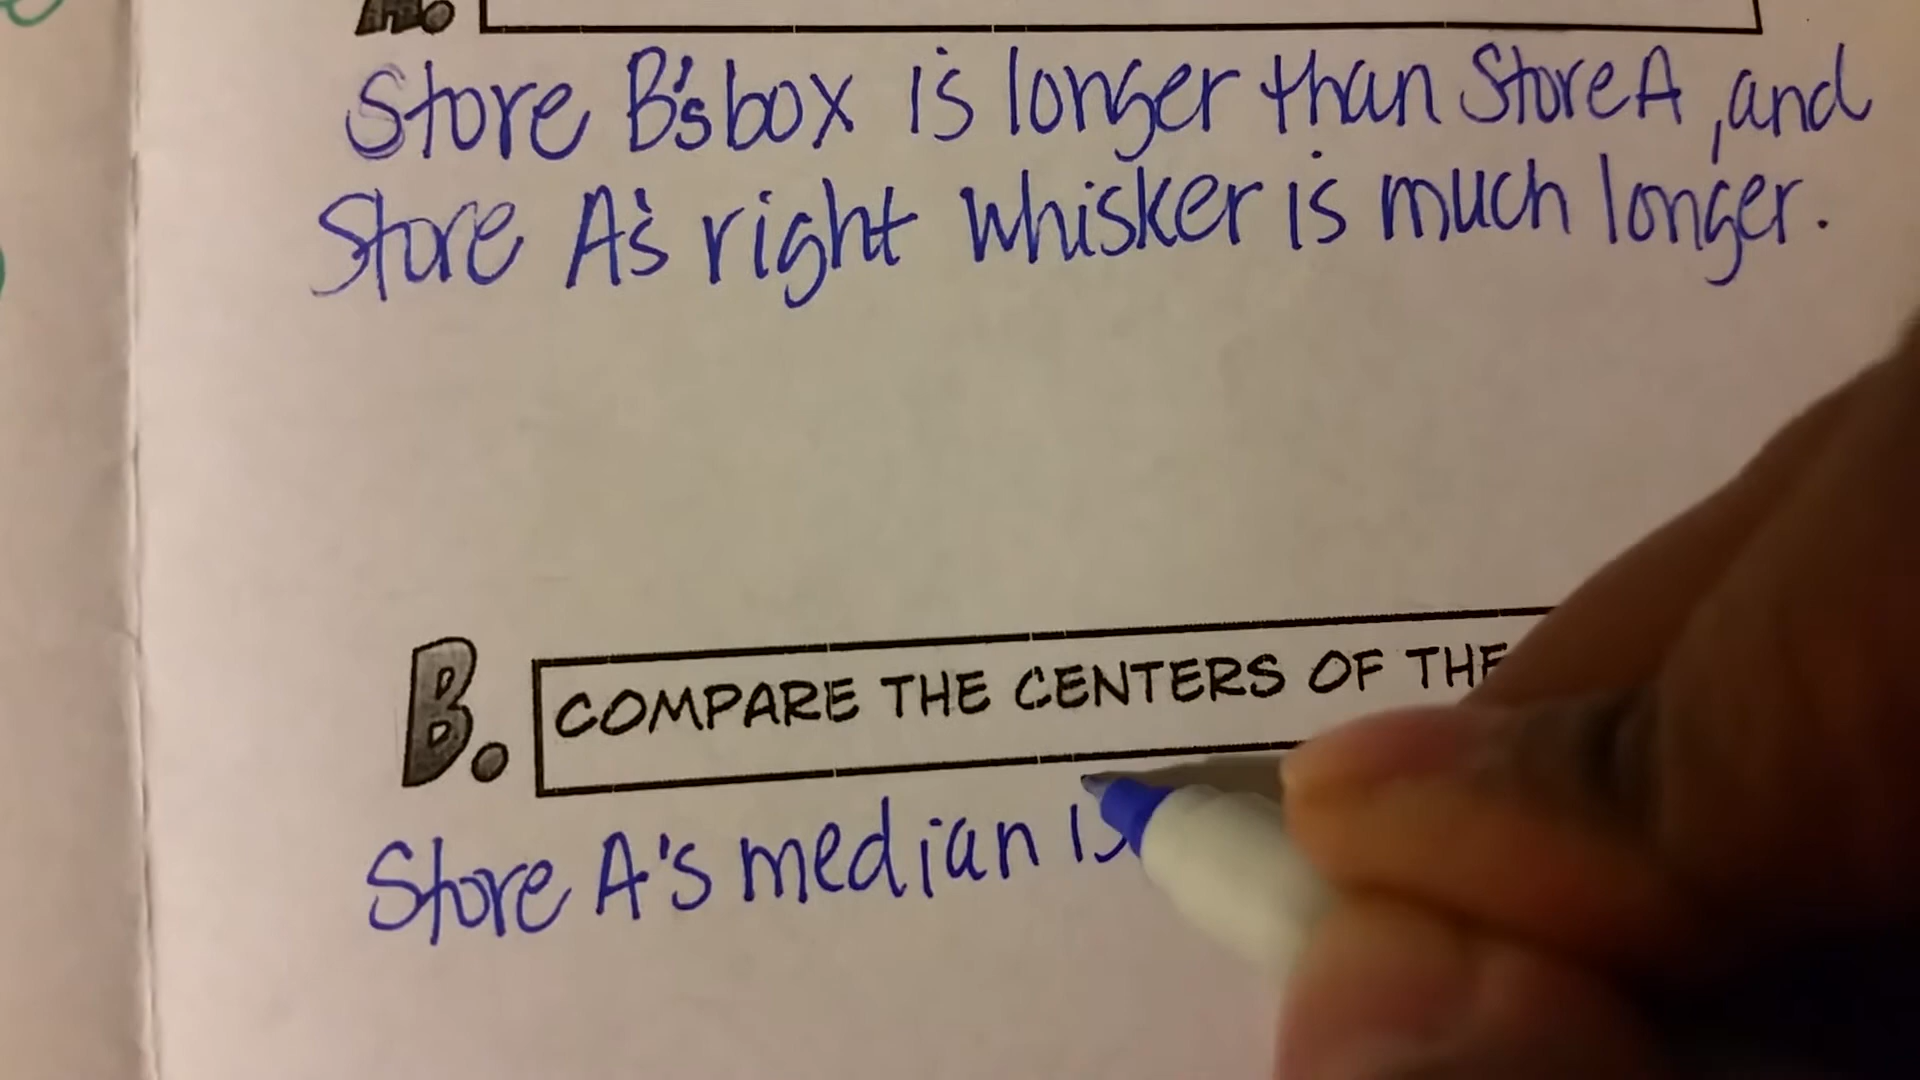 A.
Store B's box is longer than Store A, and
Store A's right whisker is much longer.
B. COMPARE THE CENTERS OF THE
Store A's median is